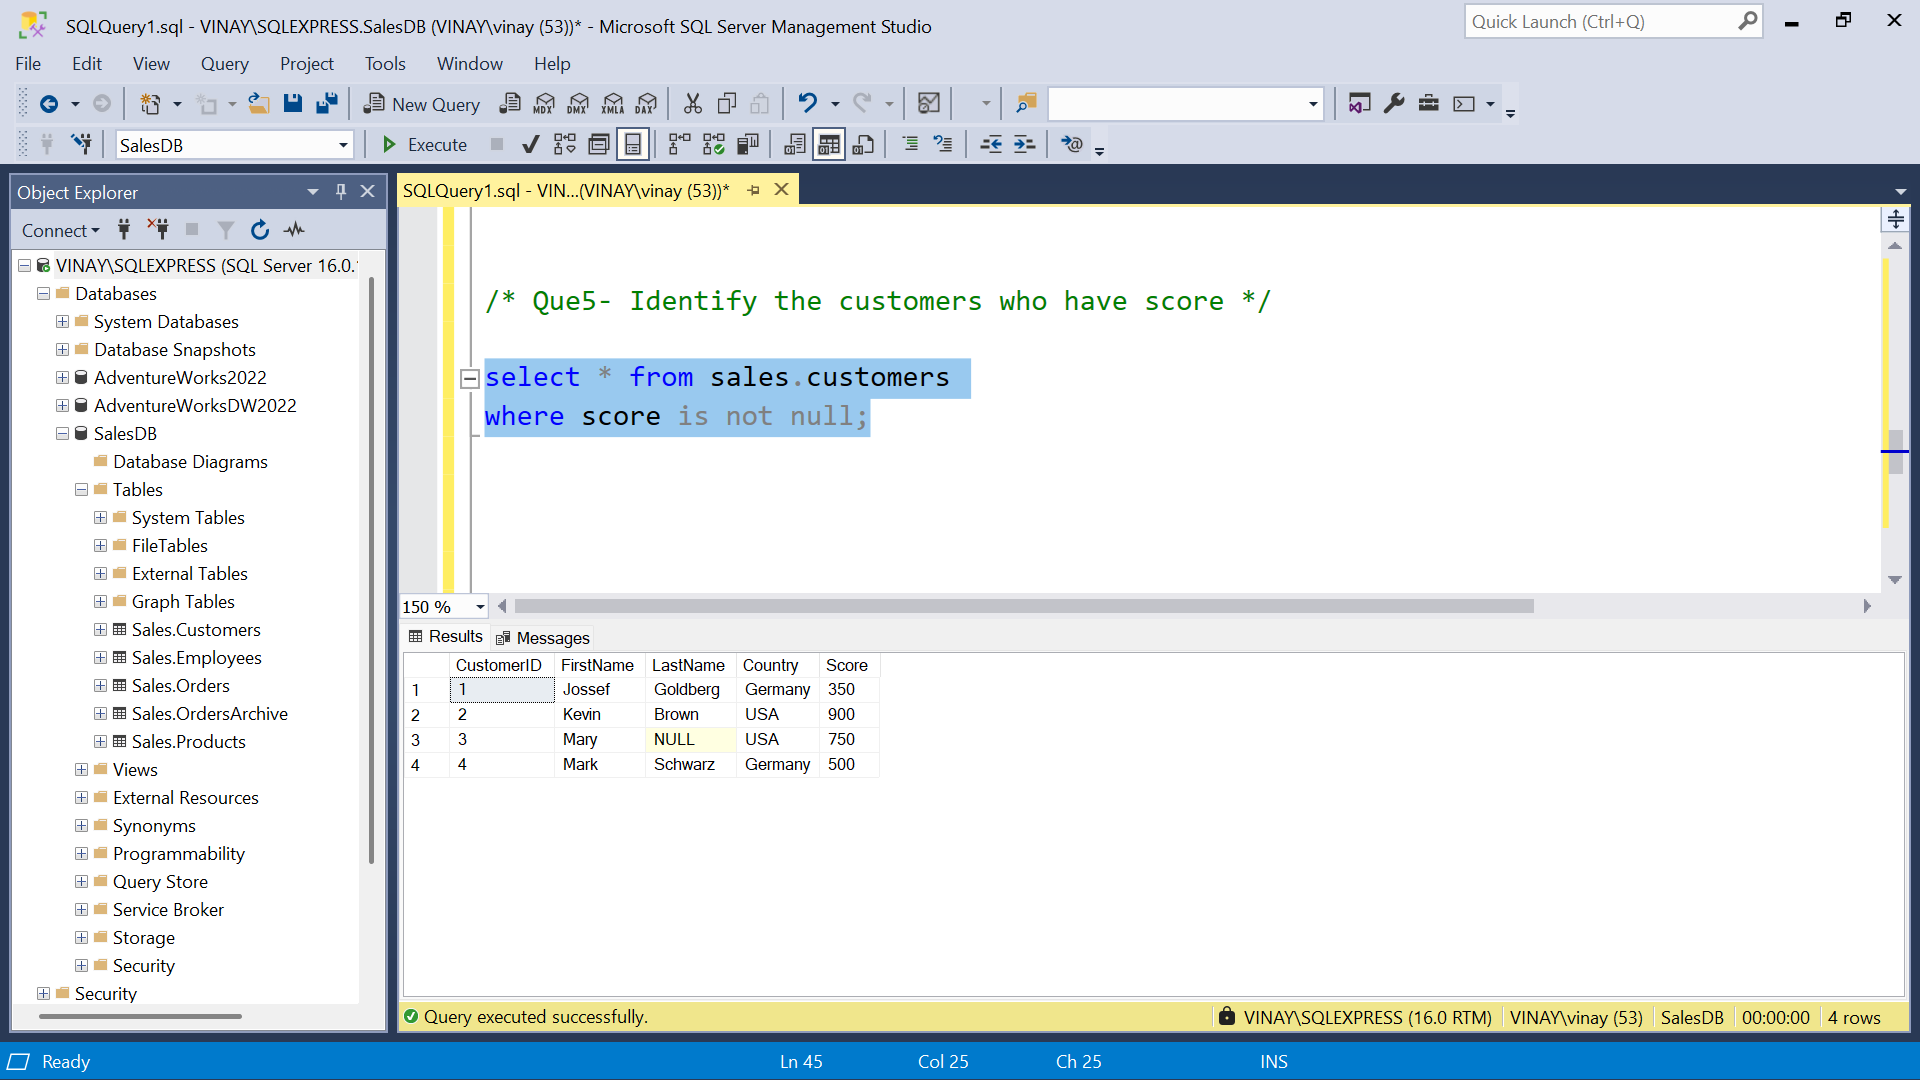 SQLQuery1.sql - VINAY\SQLEXPRESS.SalesDB (VINAY\vinay (53))* - Microsoft SQL Server Management Studio
Quick Launch (Ctrl+Q)
File Edit View Query Project Tools Window Help
New Query MDX DMX XMLA DAX
SalesDB Execute
Object Explorer
Connect
VINAY\SQLEXPRESS (SQL Server 16.0.
Databases
System Databases
Database Snapshots
AdventureWorks2022
AdventureWorksDW2022
SalesDB
Database Diagrams
Tables
System Tables
FileTables
External Tables
Graph Tables
Sales.Customers
Sales.Employees
Sales.Orders
Sales.OrdersArchive
Sales.Products
Views
External Resources
Synonyms
Programmability
Query Store
Service Broker
Storage
Security
Security
SQLQuery1.sql - VIN...(VINAY\vinay (53))*
/* Que5- Identify the customers who have score */
select * from sales.customers
where score is not null;
150 %
Results Messages
CustomerID FirstName LastName Country Score
1 1 Jossef Goldberg Germany 350
2 2 Kevin Brown USA 900
3 3 Mary NULL USA 750
4 4 Mark Schwarz Germany 500
Query executed successfully. VINAY\SQLEXPRESS (16.0 RTM) VINAY\vinay (53) SalesDB 00:00:00 4 rows
Ready Ln 45 Col 25 Ch 25 INS